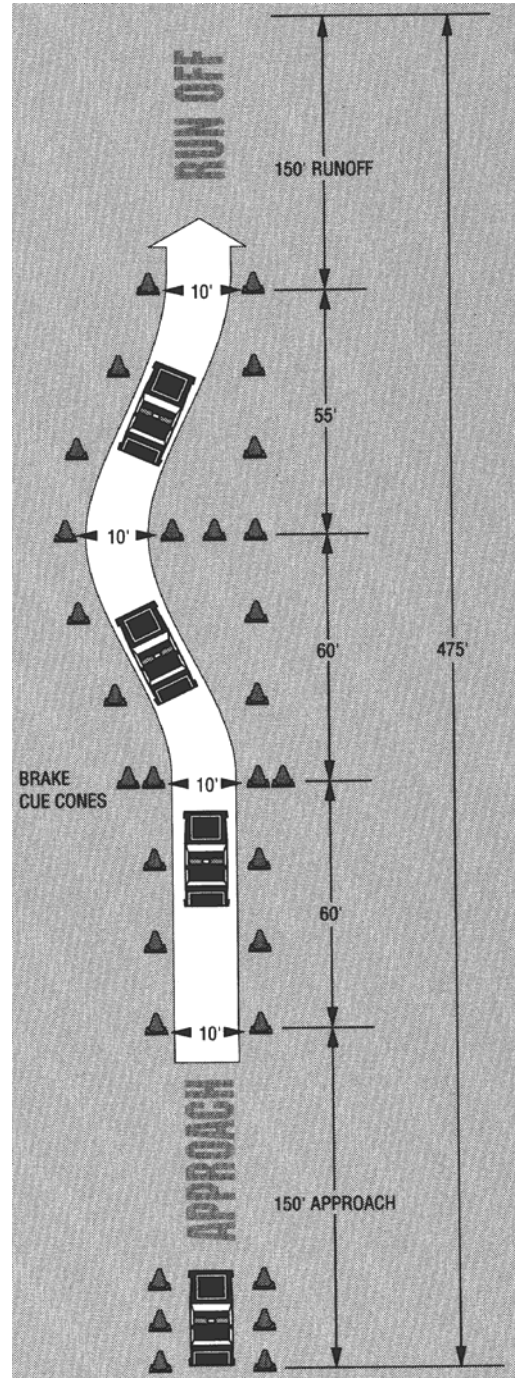 RUN OFF
150' RUNOFF
10'
55'
10'
60'
475'
BRAKE
CUE CONES
10'
60'
10'
APPROACH
150' APPROACH